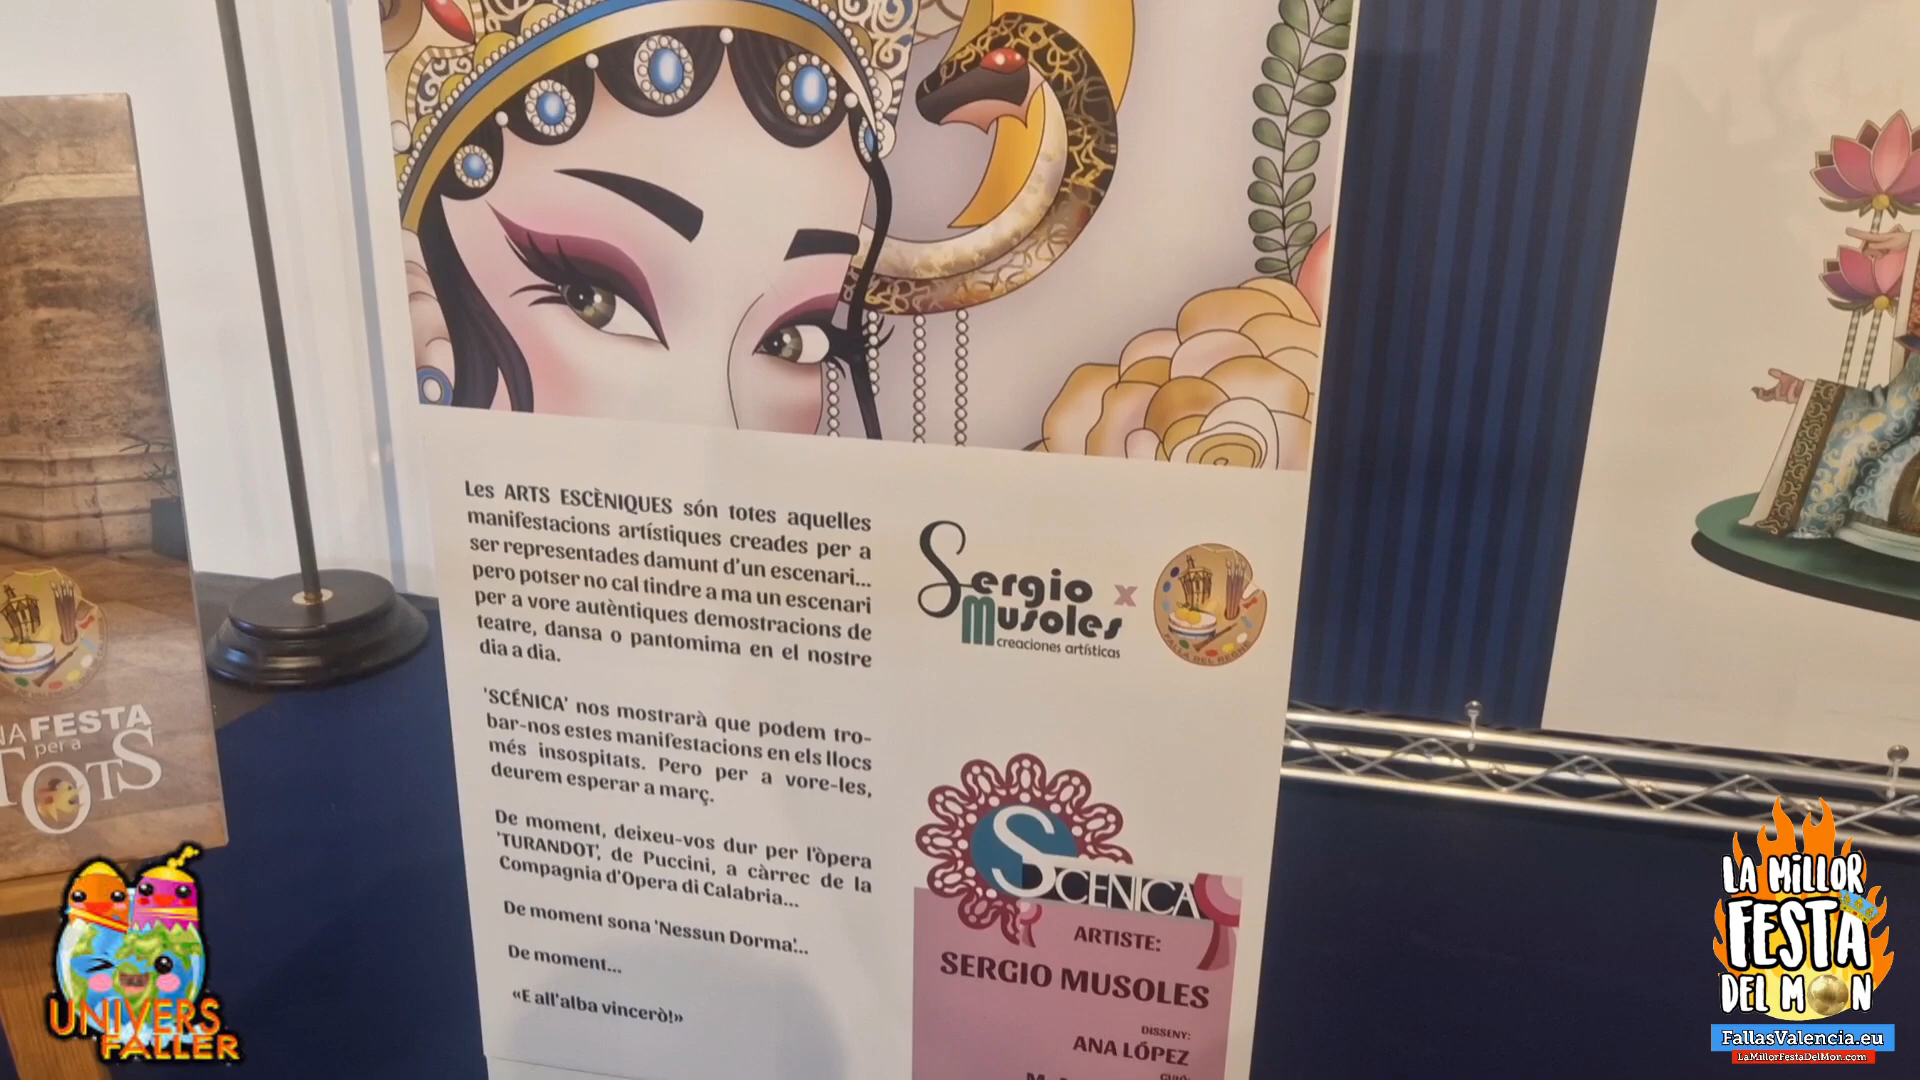 Les ARTS ESCÈNIQUES són totes aquelles
manifestacions artístiques creades per a
ser representades damunt d'un escenari...
pero potser no cal tindre a ma un escenari
per a vore autèntiques demostracions de
teatre, dansa o pantomima en el nostre
dia a dia.
'SCÉNICA' nos mostrarà que podem tro-
bar-nos estes manifestacions en els llocs
més insospitats. Pero per a vore-les,
deurem esperar a març.
De moment, deixeu-vos dur per l'òpera
'TURANDOT', de Puccini, a càrrec de la
Compagnia d'Opera di Calabria...
De moment sona 'Nessun Dorma'...
De moment...
«E all'alba vincerò!»
Sergio x
Musoles
creaciones artísticas
FALLA DEL REGNE
SCENICA
ARTISTE:
SERGIO MUSOLES
DISSENY:
ANA LÓPEZ
FESTA
per a
TOTS
UNIVERS
FALLER
LA MiLLOR
FESTA
DEL MON
FallasValencia.eu
LaMillorFestaDelMon.com